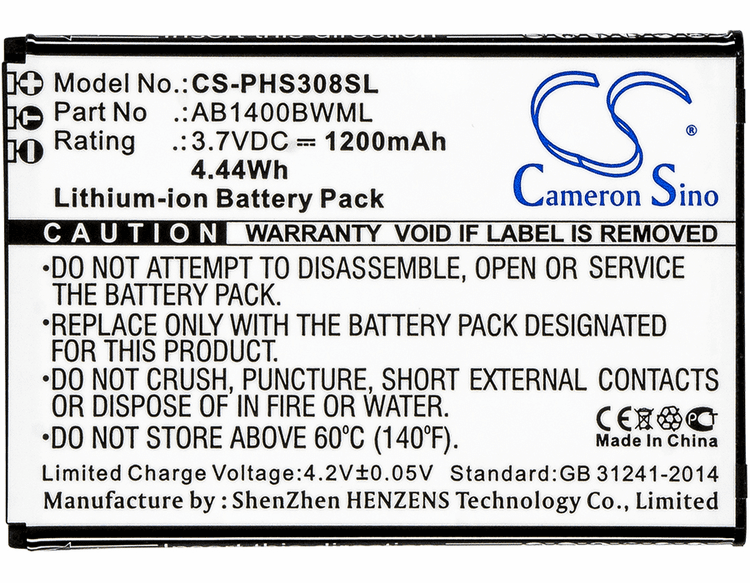 Model No.:CS-PHS308SL
Part No :AB1400BWML
Rating :3.7VDC ⎓ 1200mAh
4.44Wh
Lithium-ion Battery Pack
CS
®
Cameron Sino
CAUTION WARRANTY VOID IF LABEL IS REMOVED
•DO NOT ATTEMPT TO DISASSEMBLE, OPEN OR SERVICE
THE BATTERY PACK.
•REPLACE ONLY WITH THE BATTERY PACK DESIGNATED
FOR THIS PRODUCT.
•DO NOT CRUSH, PUNCTURE, SHORT EXTERNAL CONTACTS
OR DISPOSE OF IN FIRE OR WATER.
•DO NOT STORE ABOVE 60°C (140°F).
CE PCT
Made In China
Limited Charge Voltage:4.2V±0.05V Standard:GB 31241-2014
Manufacture by : ShenZhen HENZENS Technology Co., Ltd.